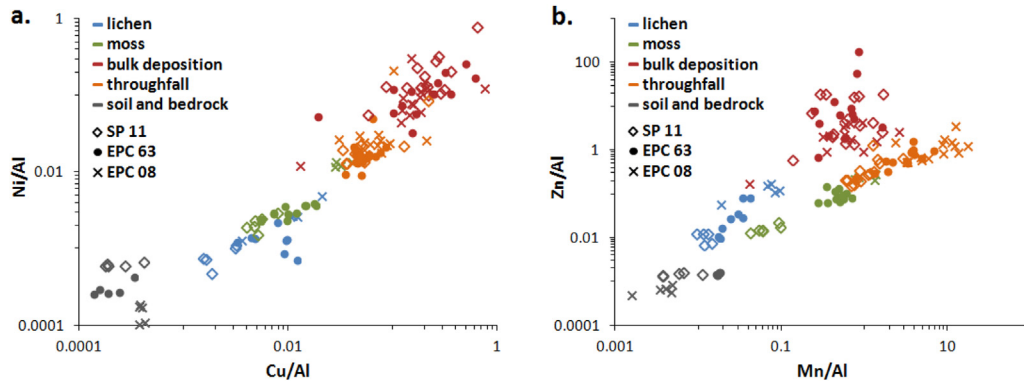 a.
1
lichen
moss
bulk deposition
throughfall
soil and bedrock
SP 11
EPC 63
EPC 08
Ni/Al
0.01
0.0001
0.0001
0.01
1
Cu/Al
b.
lichen
moss
bulk deposition
throughfall
soil and bedrock
SP 11
EPC 63
EPC 08
100
Zn/Al
1
0.01
0.0001
0.001
0.1
10
Mn/Al